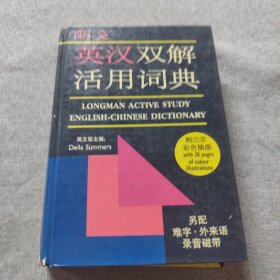 朗文
英汉双解
活用词典
LONGMAN ACTIVE STUDY
ENGLISH-CHINESE DICTIONARY
英文版主编:
Della Summers
附20页
彩色插图
with 20 pages
of colour
illustrations
另配
难字·外来语
录音磁带